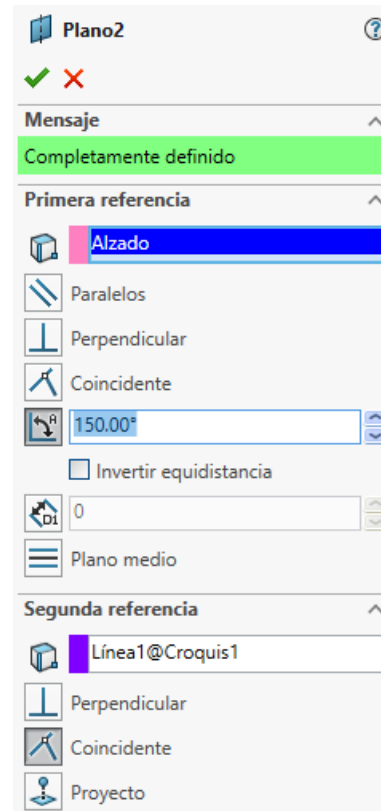 Plano2
Mensaje
Completamente definido
Primera referencia
Alzado
Paralelos
Perpendicular
Coincidente
150.00°
Invertir equidistancia
0
Plano medio
Segunda referencia
Línea1@Croquis1
Perpendicular
Coincidente
Proyecto